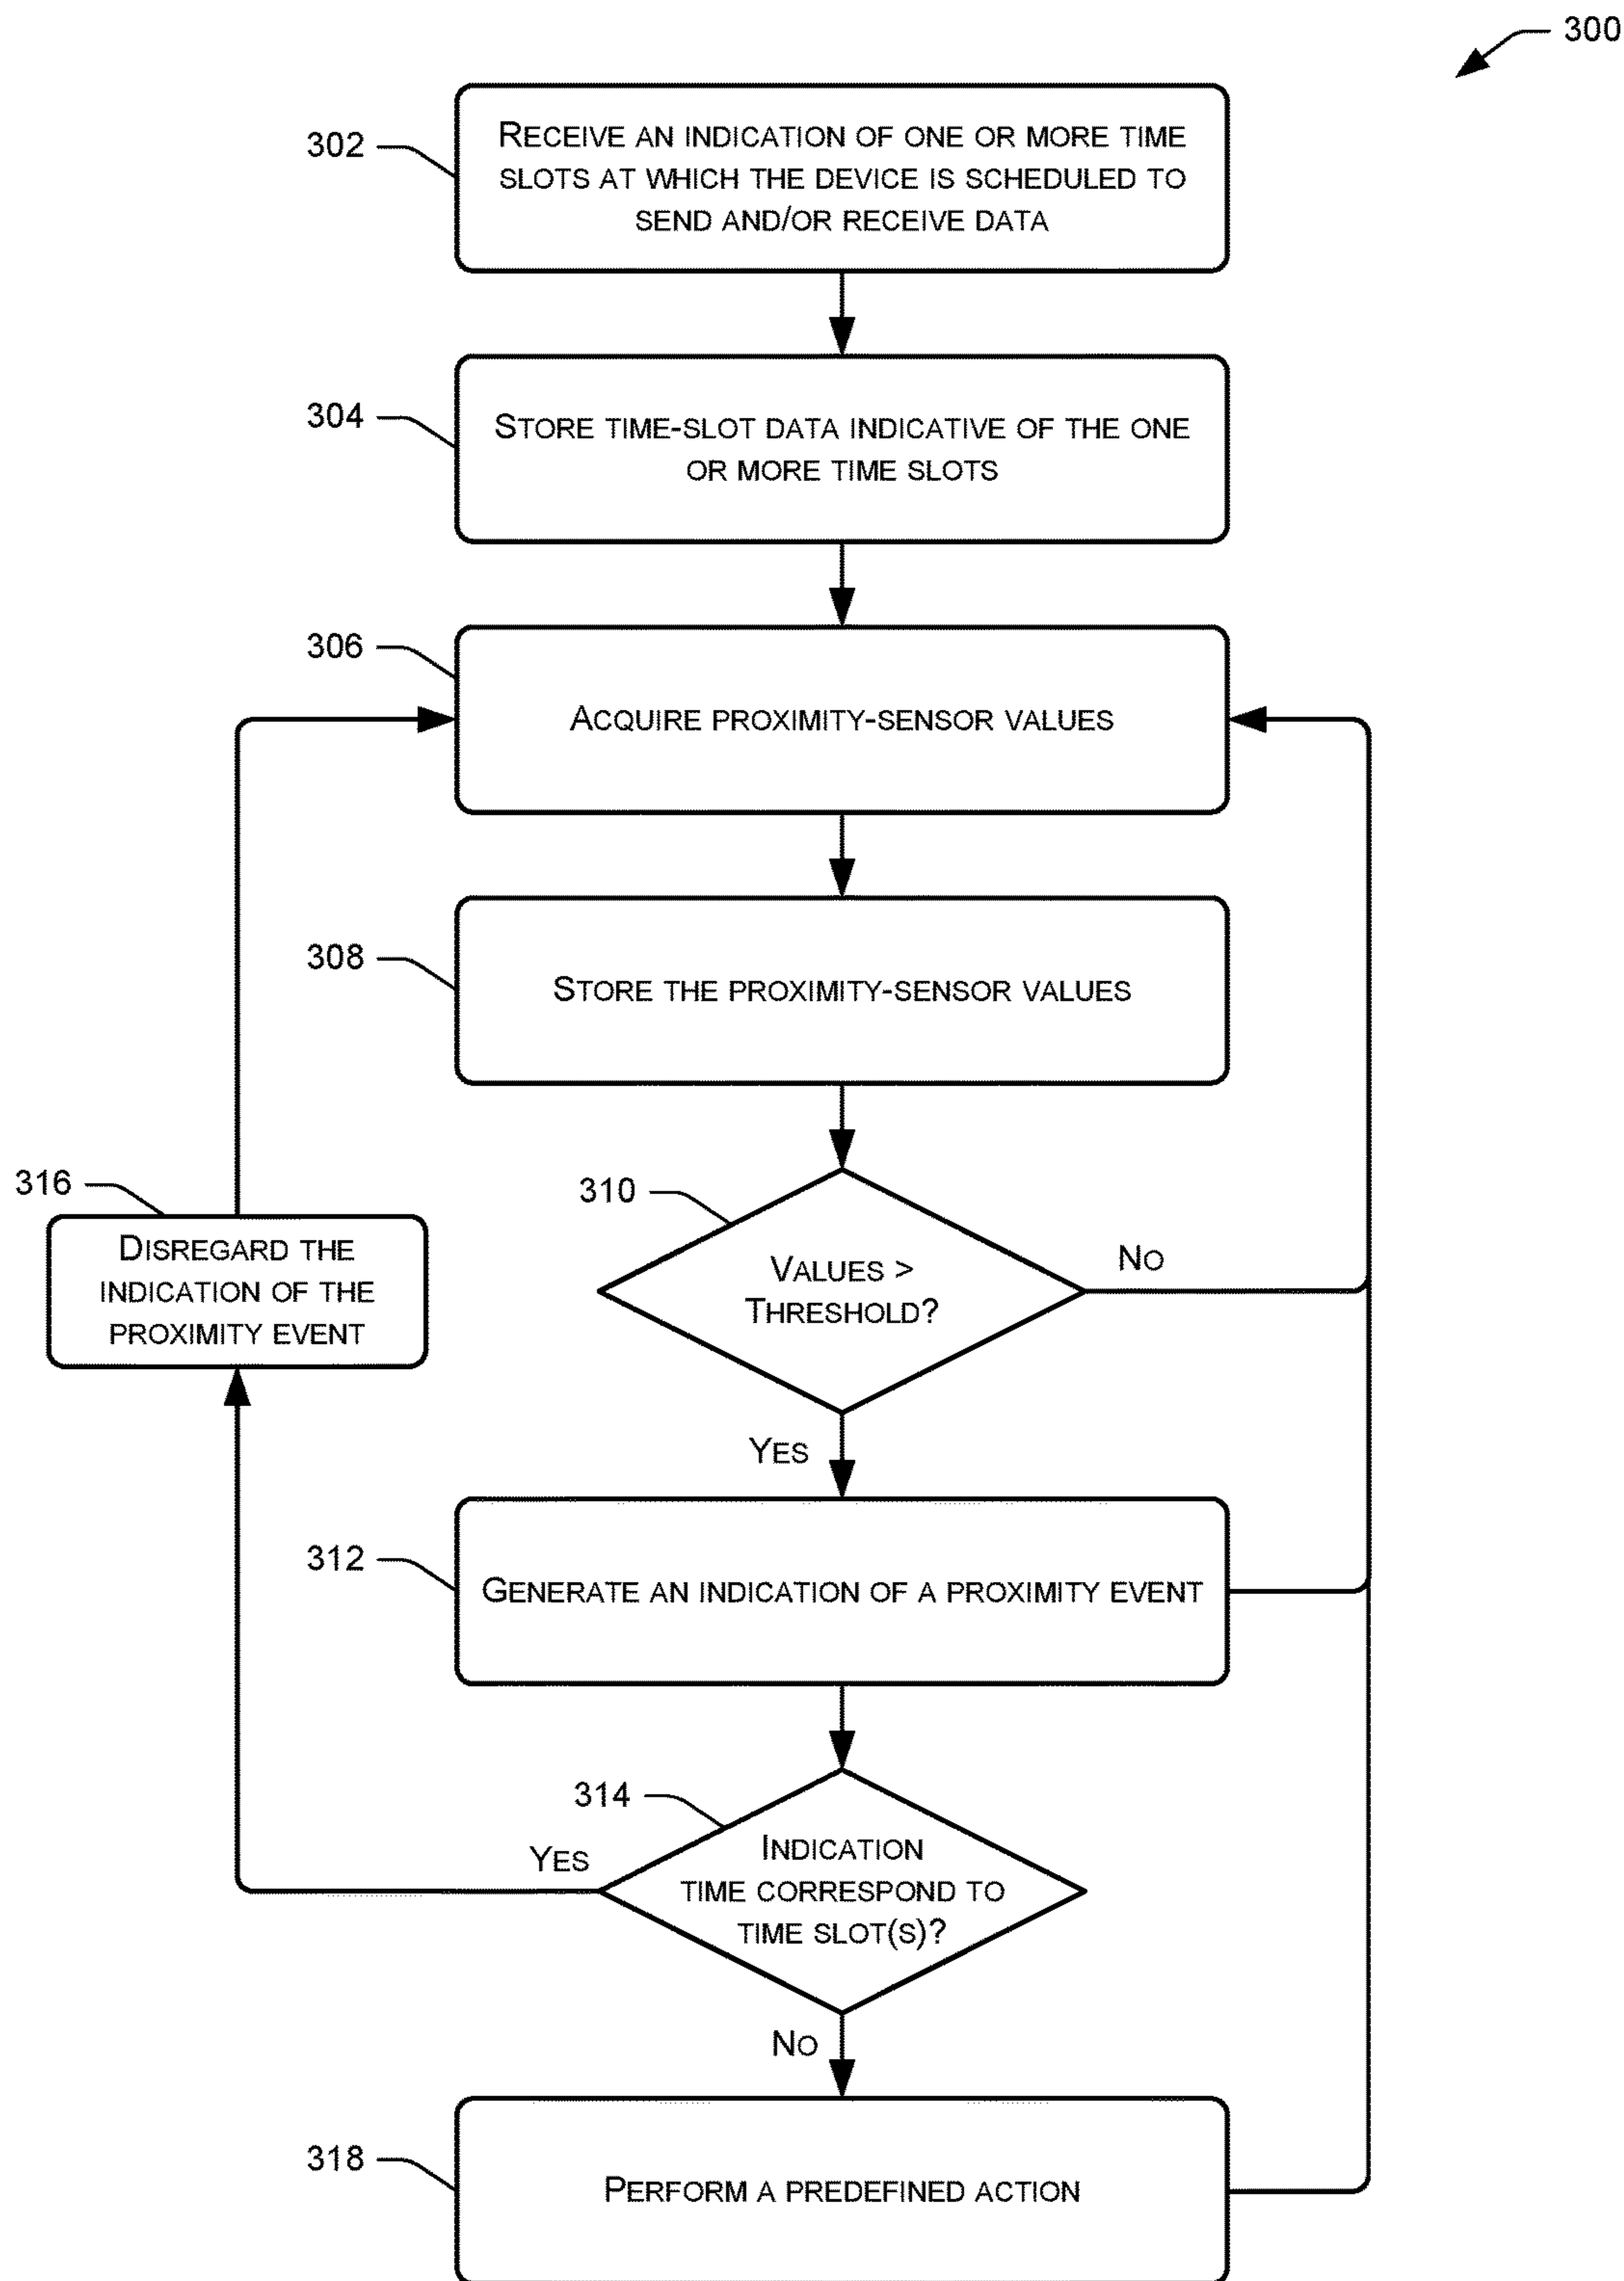 300
302
RECEIVE AN INDICATION OF ONE OR MORE TIME
SLOTS AT WHICH THE DEVICE IS SCHEDULED TO
SEND AND/OR RECEIVE DATA
304
STORE TIME-SLOT DATA INDICATIVE OF THE ONE
OR MORE TIME SLOTS
306
ACQUIRE PROXIMITY-SENSOR VALUES
308
STORE THE PROXIMITY-SENSOR VALUES
316
DISREGARD THE
INDICATION OF THE
PROXIMITY EVENT
310
VALUES >
THRESHOLD?
NO
YES
312
GENERATE AN INDICATION OF A PROXIMITY EVENT
314
INDICATION
TIME CORRESPOND TO
TIME SLOT(S)?
YES
NO
318
PERFORM A PREDEFINED ACTION